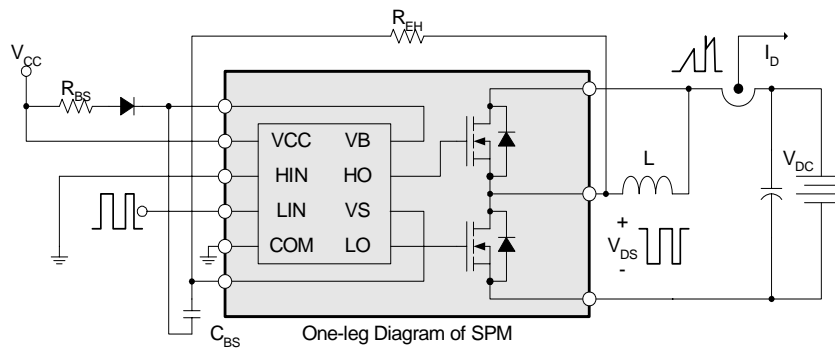 R_EH
V_CC
R_BS
I_D
VCC VB
HIN HO
LIN VS
COM LO
L
V_DC
+
V_DS
-
C_BS
One-leg Diagram of SPM